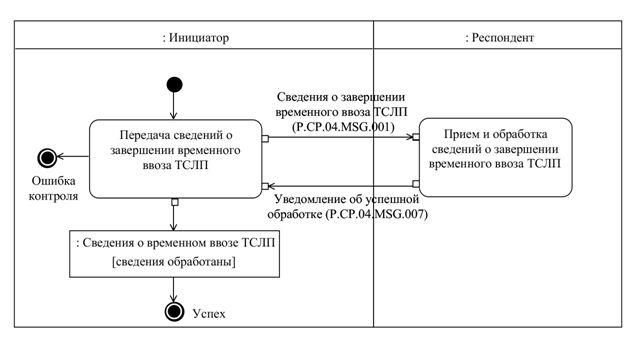 : Инициатор
: Респондент
Сведения о завершении
временного ввоза ТСЛП
(P.CP.04.MSG.001)
Передача сведений о
завершении временного
ввоза ТСЛП
Прием и обработка
сведений о завершении
временного ввоза ТСЛП
Ошибка
контроля
Уведомление об успешной
обработке (P.CP.04.MSG.007)
: Сведения о временном ввозе ТСЛП
[сведения обработаны]
Успех